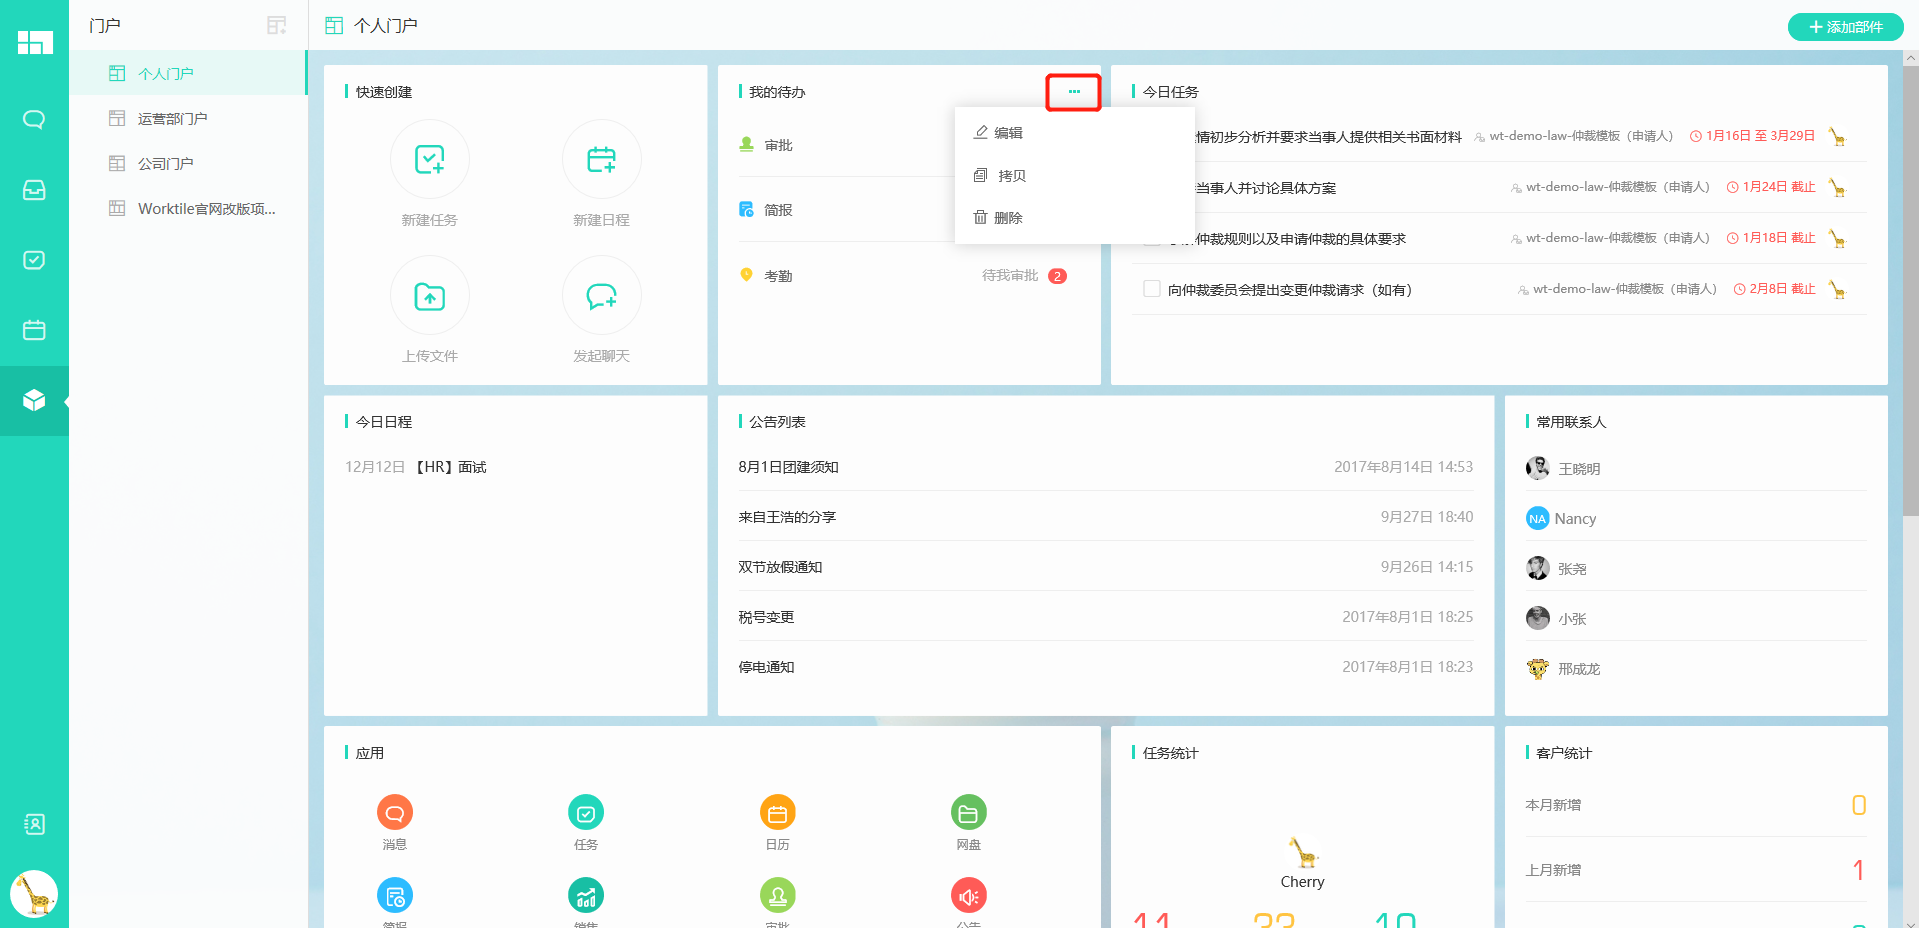 门户
个人门户
添加部件
个人门户
运营部门户
公司门户
Worktile官网改版项...
快速创建
新建任务
新建日程
上传文件
发起聊天
我的待办
审批
简报
考勤
待我审批 2
编辑
拷贝
删除
今日任务
情初步分析并要求当事人提供相关书面材料 wt-demo-law-仲裁模板（申请人） 1月16日 至 3月29日
当事人并讨论具体方案 wt-demo-law-仲裁模板（申请人） 1月24日 截止
仲裁规则以及申请仲裁的具体要求 wt-demo-law-仲裁模板（申请人） 1月18日 截止
向仲裁委员会提出变更仲裁请求（如有） wt-demo-law-仲裁模板（申请人） 2月8日 截止
今日日程
12月12日 【HR】面试
公告列表
8月1日团建须知 2017年8月14日 14:53
来自王浩的分享 9月27日 18:40
双节放假通知 9月26日 14:15
税号变更 2017年8月1日 18:25
停电通知 2017年8月1日 18:23
常用联系人
王晓明
NA Nancy
张尧
小张
邢成龙
应用
消息
任务
日历
网盘
简报
销售
审批
公告
任务统计
Cherry
11 33 10
客户统计
本月新增 0
上月新增 1